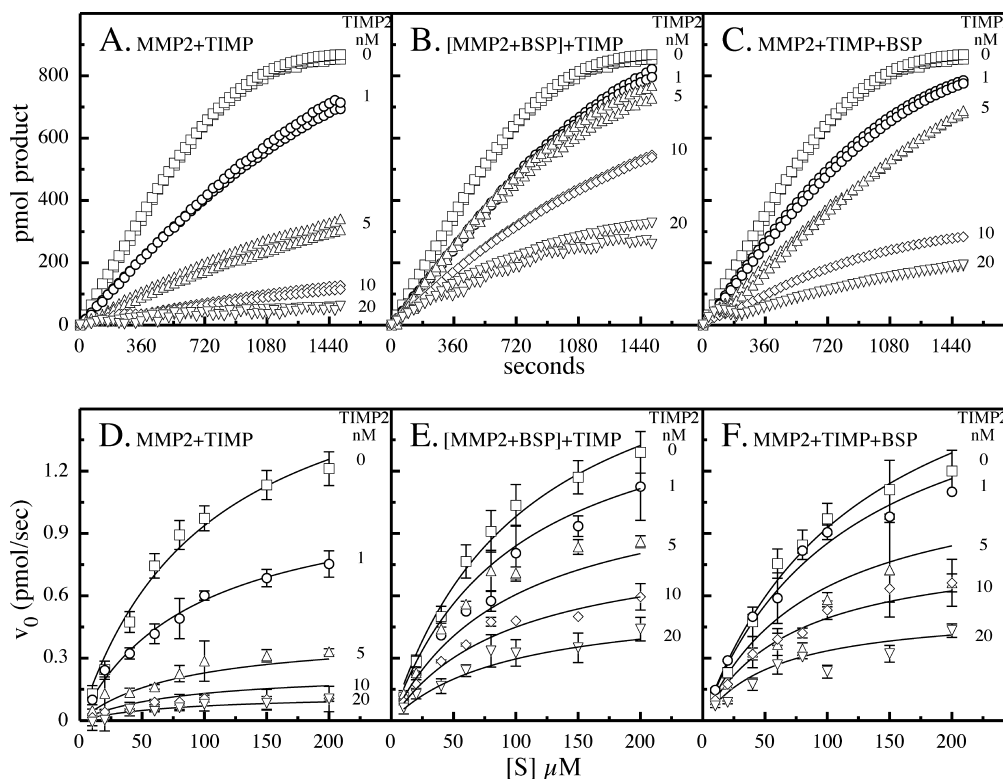 TIMP2 TIMP2 TIMP2
A. MMP2+TIMP nM B. [MMP2+BSP]+TIMP nM C. MMP2+TIMP+BSP nM
0 0 0
1 1 1
5 5 5
10 10 10
20 20 20
pmol product
800
600
400
200
0
0 360 720 1080 1440 0 360 720 1080 1440 0 360 720 1080 1440
seconds
TIMP2 TIMP2 TIMP2
D. MMP2+TIMP nM E. [MMP2+BSP]+TIMP nM F. MMP2+TIMP+BSP nM
0 0 0
1 1 1
5 5 5
10 10 10
20 20 20
v0 (pmol/sec)
1.2
0.9
0.6
0.3
0
0 50 100 150 200 0 50 100 150 200 0 50 100 150 200
[S] µM